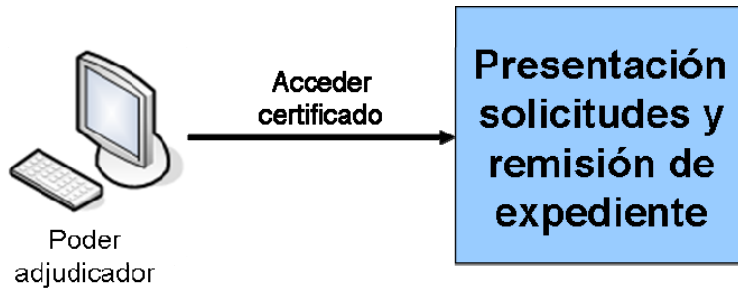 Acceder
certificado
Presentación
solicitudes y
remisión de
expediente
Poder
adjudicador